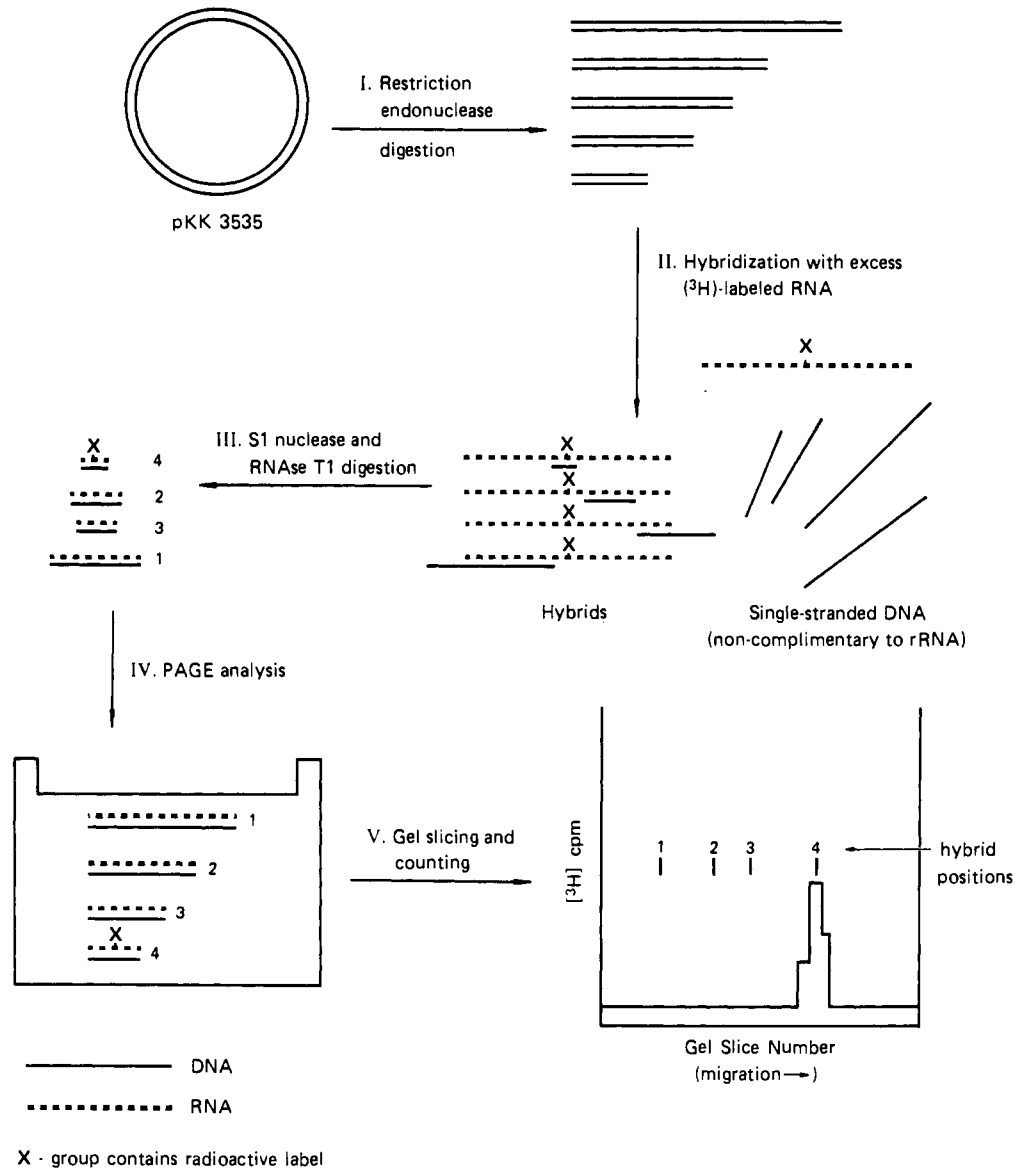 I. Restriction
endonuclease
digestion
pKK 3535
II. Hybridization with excess
(³H)-labeled RNA
X
III. S1 nuclease and
RNAse T1 digestion
X
4
2
3
1
X
X
X
X
Hybrids
Single-stranded DNA
(non-complimentary to rRNA)
IV. PAGE analysis
1
2
3
X
4
V. Gel slicing and
counting
[³H] cpm
1 2 3 4
hybrid
positions
Gel Slice Number
(migration→)
DNA
RNA
X - group contains radioactive label